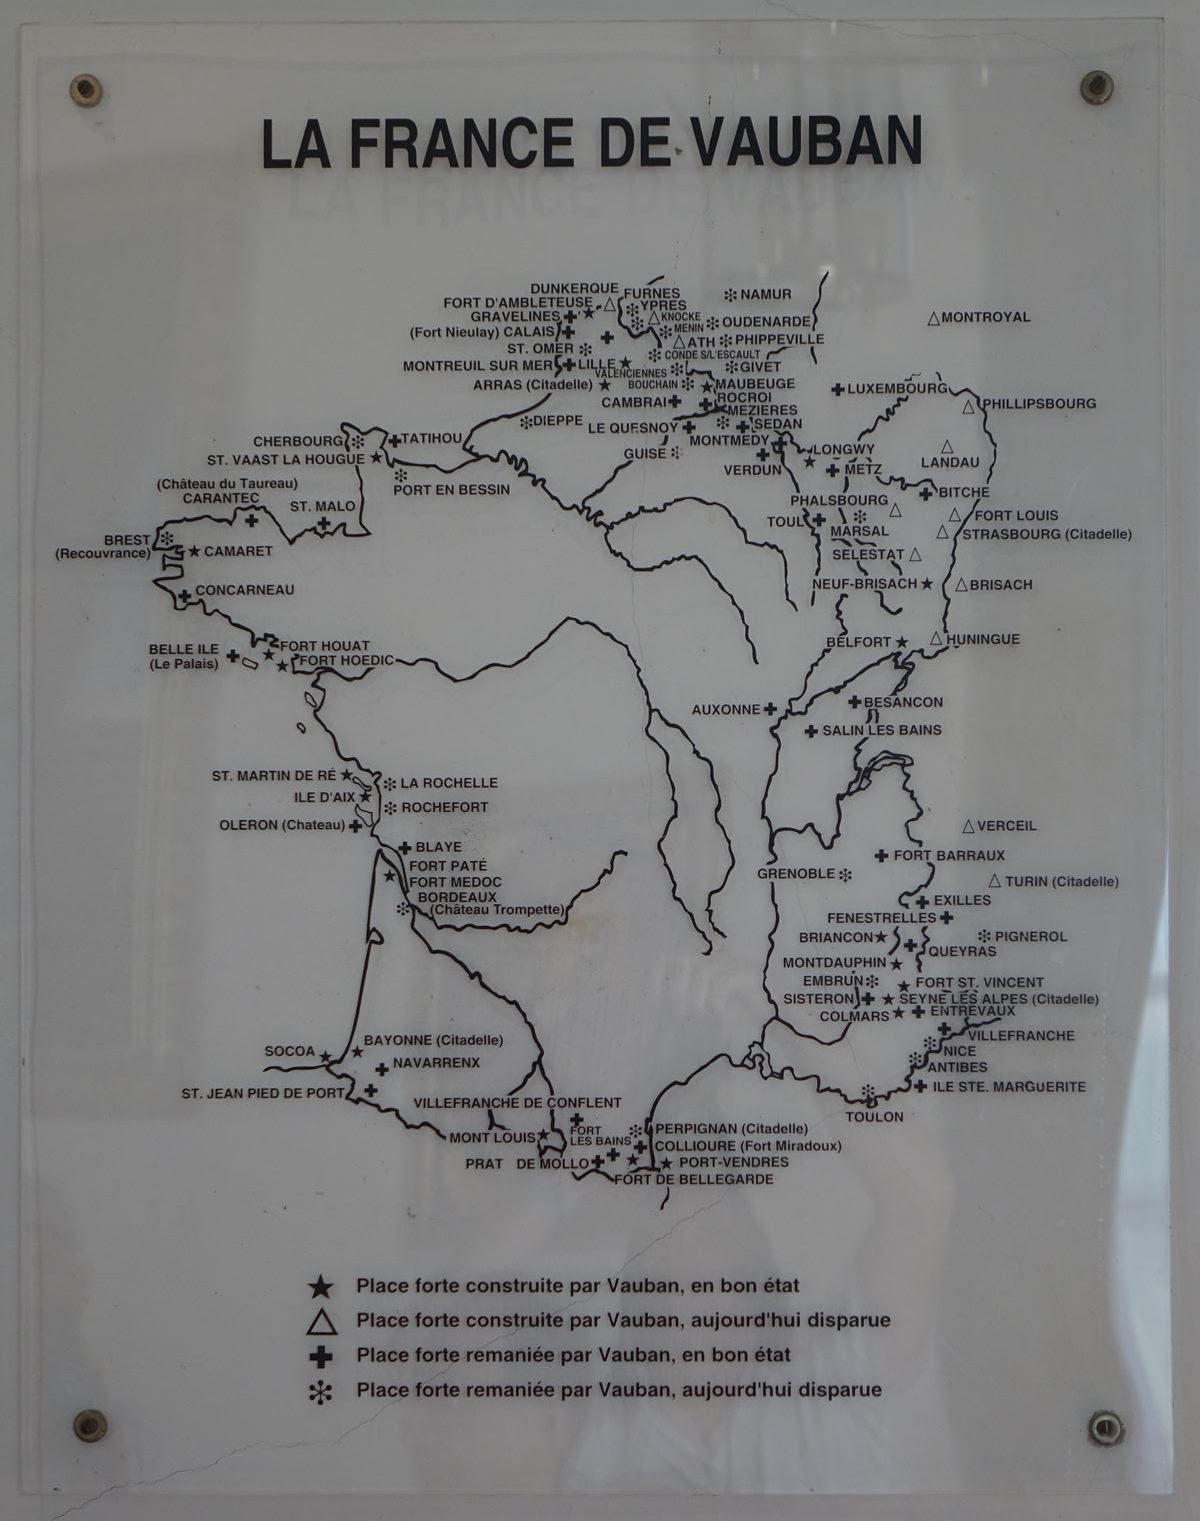 LA FRANCE DE VAUBAN
DUNKERQUE
FURNES
NAMUR
FORT D'AMBLETEUSE
YPRES
GRAVELINES
KNOCKE
OUDENARDE
MONTROYAL
(Fort Nieulay) CALAIS
MENIN
ATH
PHIPPEVILLE
ST. OMER
CONDE S/L'ESCAULT
MONTREUIL SUR MER
LILLE
VALENCIENNES
GIVET
ARRAS (Citadelle)
BOUCHAIN
MAUBEUGE
LUXEMBOURG
CAMBRAI
ROCROI
PHILLIPSBOURG
MEZIERES
DIEPPE
LE QUESNOY
SEDAN
CHERBOURG
TATIHOU
MONTMEDY
LONGWY
ST. VAAST LA HOUGUE
GUISE
VERDUN
METZ
LANDAU
(Château du Taureau)
CARANTEC
PORT EN BESSIN
BITCHE
ST. MALO
PHALSBOURG
FORT LOUIS
TOUL
MARSAL
STRASBOURG (Citadelle)
BREST
(Recouvrance)
CAMARET
SELESTAT
NEUF-BRISACH
BRISACH
CONCARNEAU
BELFORT
HUNINGUE
BELLE ILE
(Le Palais)
FORT HOUAT
FORT HOEDIC
AUXONNE
BESANCON
SALIN LES BAINS
ST. MARTIN DE RÉ
LA ROCHELLE
ILE D'AIX
ROCHEFORT
OLERON (Chateau)
VERCEIL
BLAYE
FORT BARRAUX
FORT PATÉ
GRENOBLE
FORT MEDOC
TURIN (Citadelle)
BORDEAUX
(Château Trompette)
EXILLES
FENESTRELLES
BRIANCON
PIGNEROL
QUEYRAS
MONTDAUPHIN
EMBRUN
FORT ST. VINCENT
SISTERON
SEYNE LES ALPES (Citadelle)
COLMARS
ENTREVAUX
VILLEFRANCHE
SOCOA
BAYONNE (Citadelle)
NICE
NAVARRENX
ANTIBES
ST. JEAN PIED DE PORT
ILE STE. MARGUERITE
VILLEFRANCHE DE CONFLENT
TOULON
MONT LOUIS
FORT
LES BAINS
PERPIGNAN (Citadelle)
COLLIOURE (Fort Miradoux)
PRAT DE MOLLO
PORT-VENDRES
FORT DE BELLEGARDE
Place forte construite par Vauban, en bon état
Place forte construite par Vauban, aujourd'hui disparue
Place forte remaniée par Vauban, en bon état
Place forte remaniée par Vauban, aujourd'hui disparue